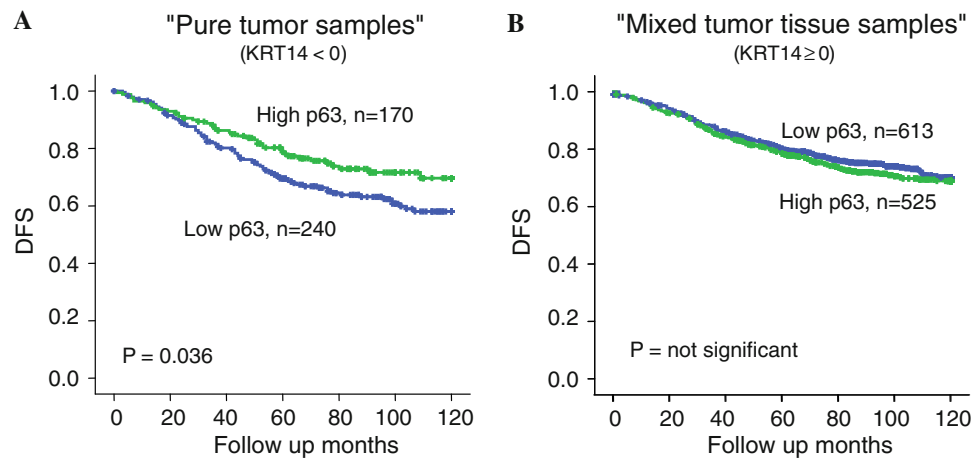 A
"Pure tumor samples"
(KRT14 < 0)
DFS
1.0
0.8
0.6
0.4
0.2
0.0
High p63, n=170
Low p63, n=240
P = 0.036
0 20 40 60 80 100 120
Follow up months
B
"Mixed tumor tissue samples"
(KRT14 ≥ 0)
DFS
1.0
0.8
0.6
0.4
0.2
0.0
Low p63, n=613
High p63, n=525
P = not significant
0 20 40 60 80 100 120
Follow up months